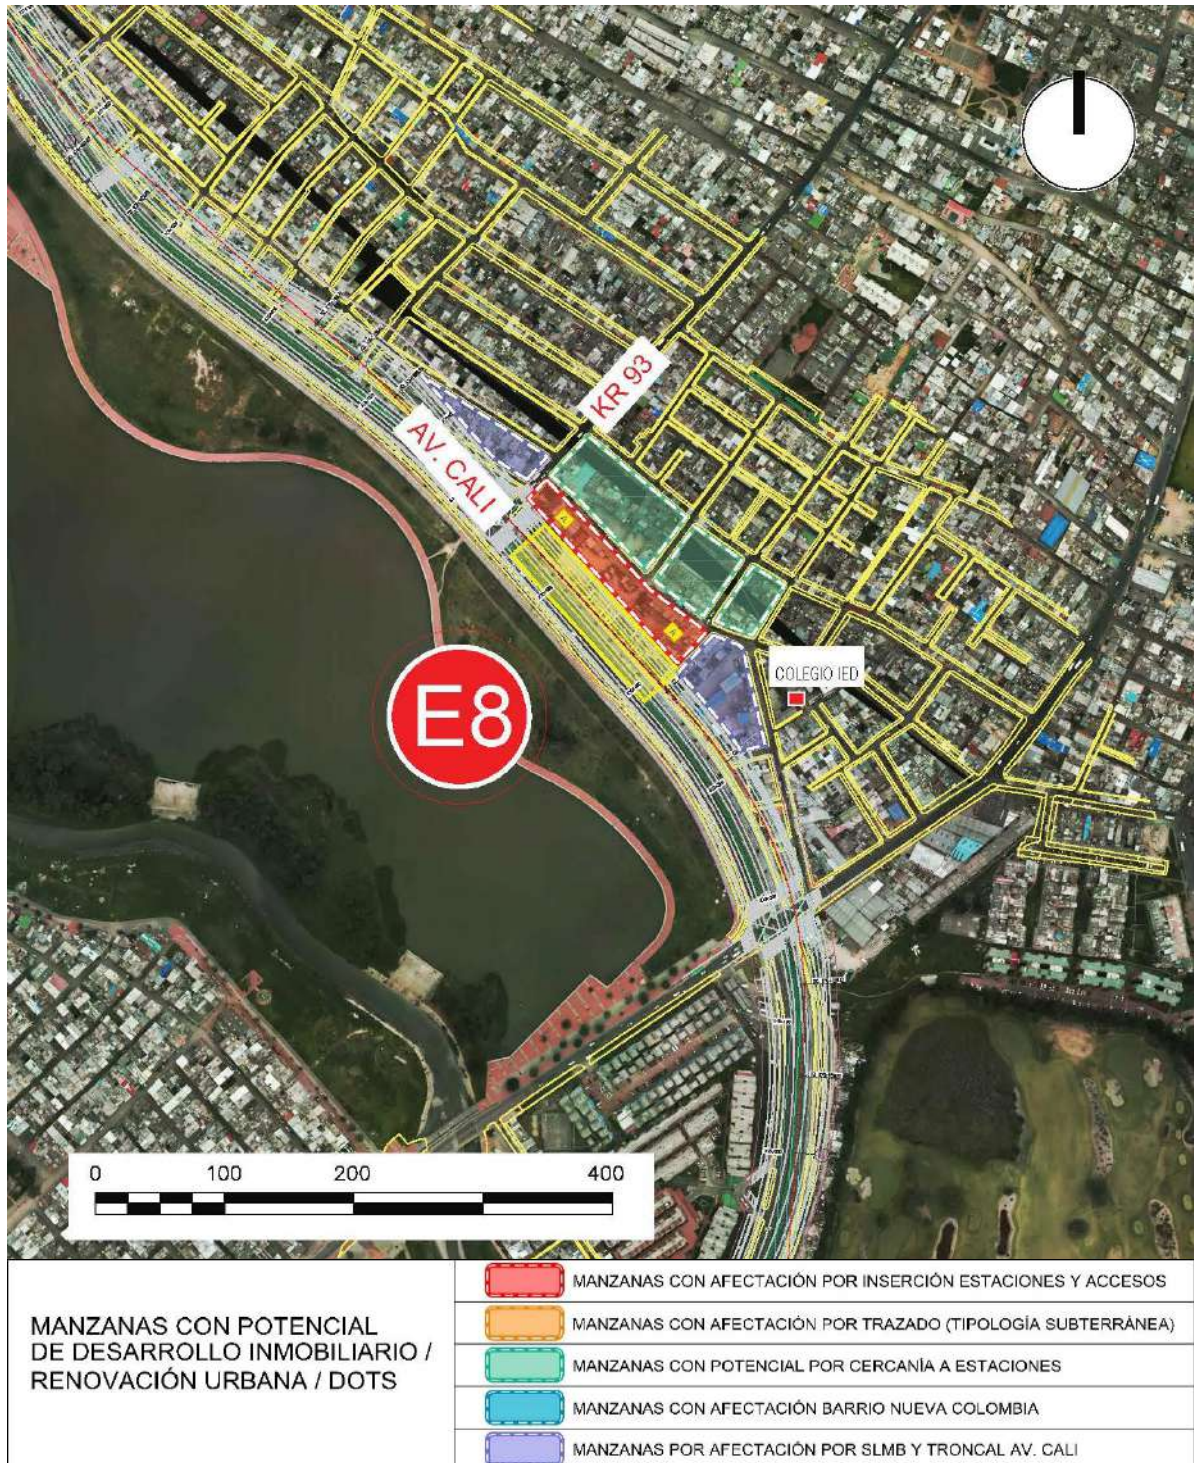 KR 93
AV. CALI
A
A
COLEGIO IED
E8
0 100 200 400
MANZANAS CON POTENCIAL
DE DESARROLLO INMOBILIARIO /
RENOVACIÓN URBANA / DOTS
MANZANAS CON AFECTACIÓN POR INSERCIÓN ESTACIONES Y ACCESOS
MANZANAS CON AFECTACIÓN POR TRAZADO (TIPOLOGÍA SUBTERRÁNEA)
MANZANAS CON POTENCIAL POR CERCANÍA A ESTACIONES
MANZANAS CON AFECTACIÓN BARRIO NUEVA COLOMBIA
MANZANAS POR AFECTACIÓN POR SLMB Y TRONCAL AV. CALI